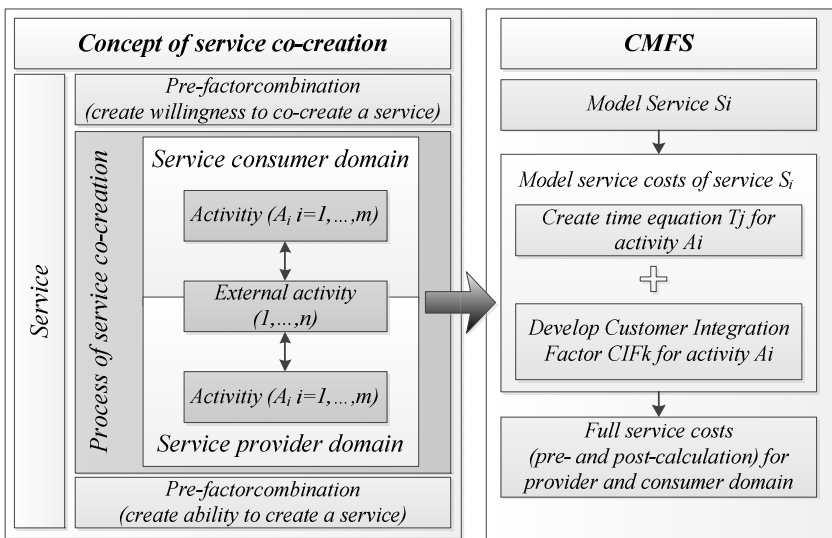 Concept of service co-creation
Service
Pre-factorcombination
(create willingness to co-create a service)
Process of service co-creation
Service consumer domain
Activitiy (Ai i=1,...,m)
External activity
(1,...,n)
Activitiy (Ai i=1,...,m)
Service provider domain
Pre-factorcombination
(create ability to create a service)
CMFS
Model Service Si
Model service costs of service Si
Create time equation Tj for
activity Ai
Develop Customer Integration
Factor CIFk for activity Ai
Full service costs
(pre- and post-calculation) for
provider and consumer domain